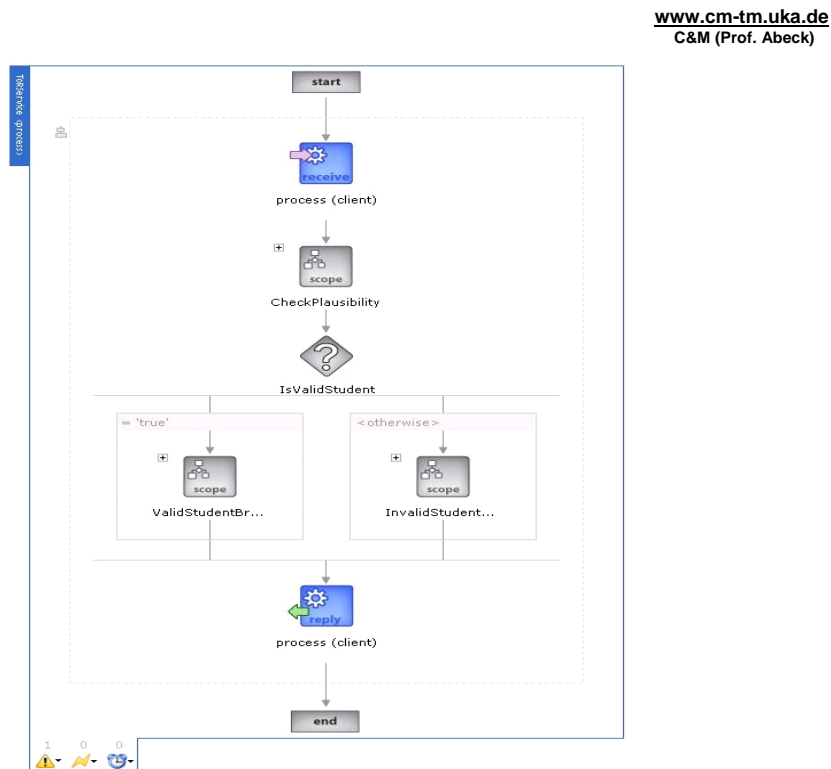 www.cm-tm.uka.de
C&M (Prof. Abeck)
ToRService <process>
start
receive
process (client)
scope
CheckPlausibility
?
IsValidStudent
= 'true'
<otherwise>
scope
scope
ValidStudentBr...
InvalidStudent...
reply
process (client)
end
1 0 0